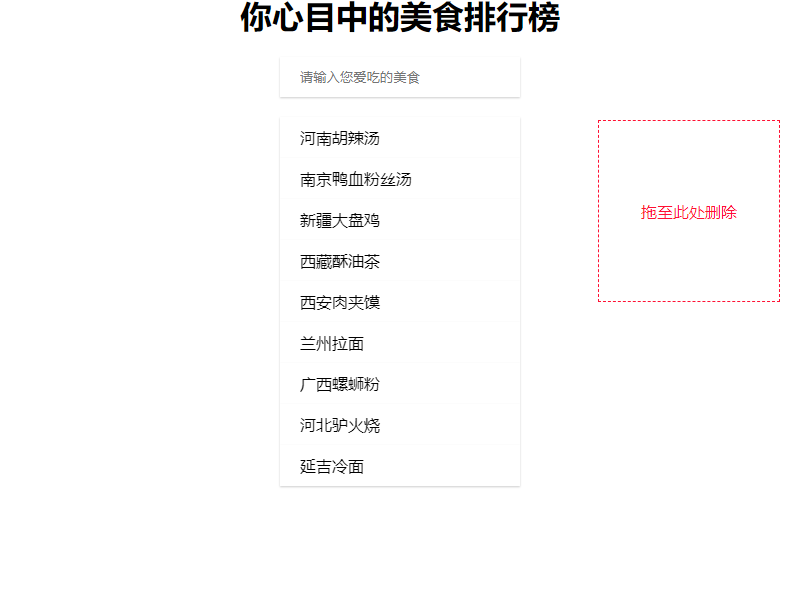 你心目中的美食排行榜
请输入您爱吃的美食
河南胡辣汤
南京鸭血粉丝汤
新疆大盘鸡
西藏酥油茶
西安肉夹馍
兰州拉面
广西螺蛳粉
河北驴火烧
延吉冷面
拖至此处删除